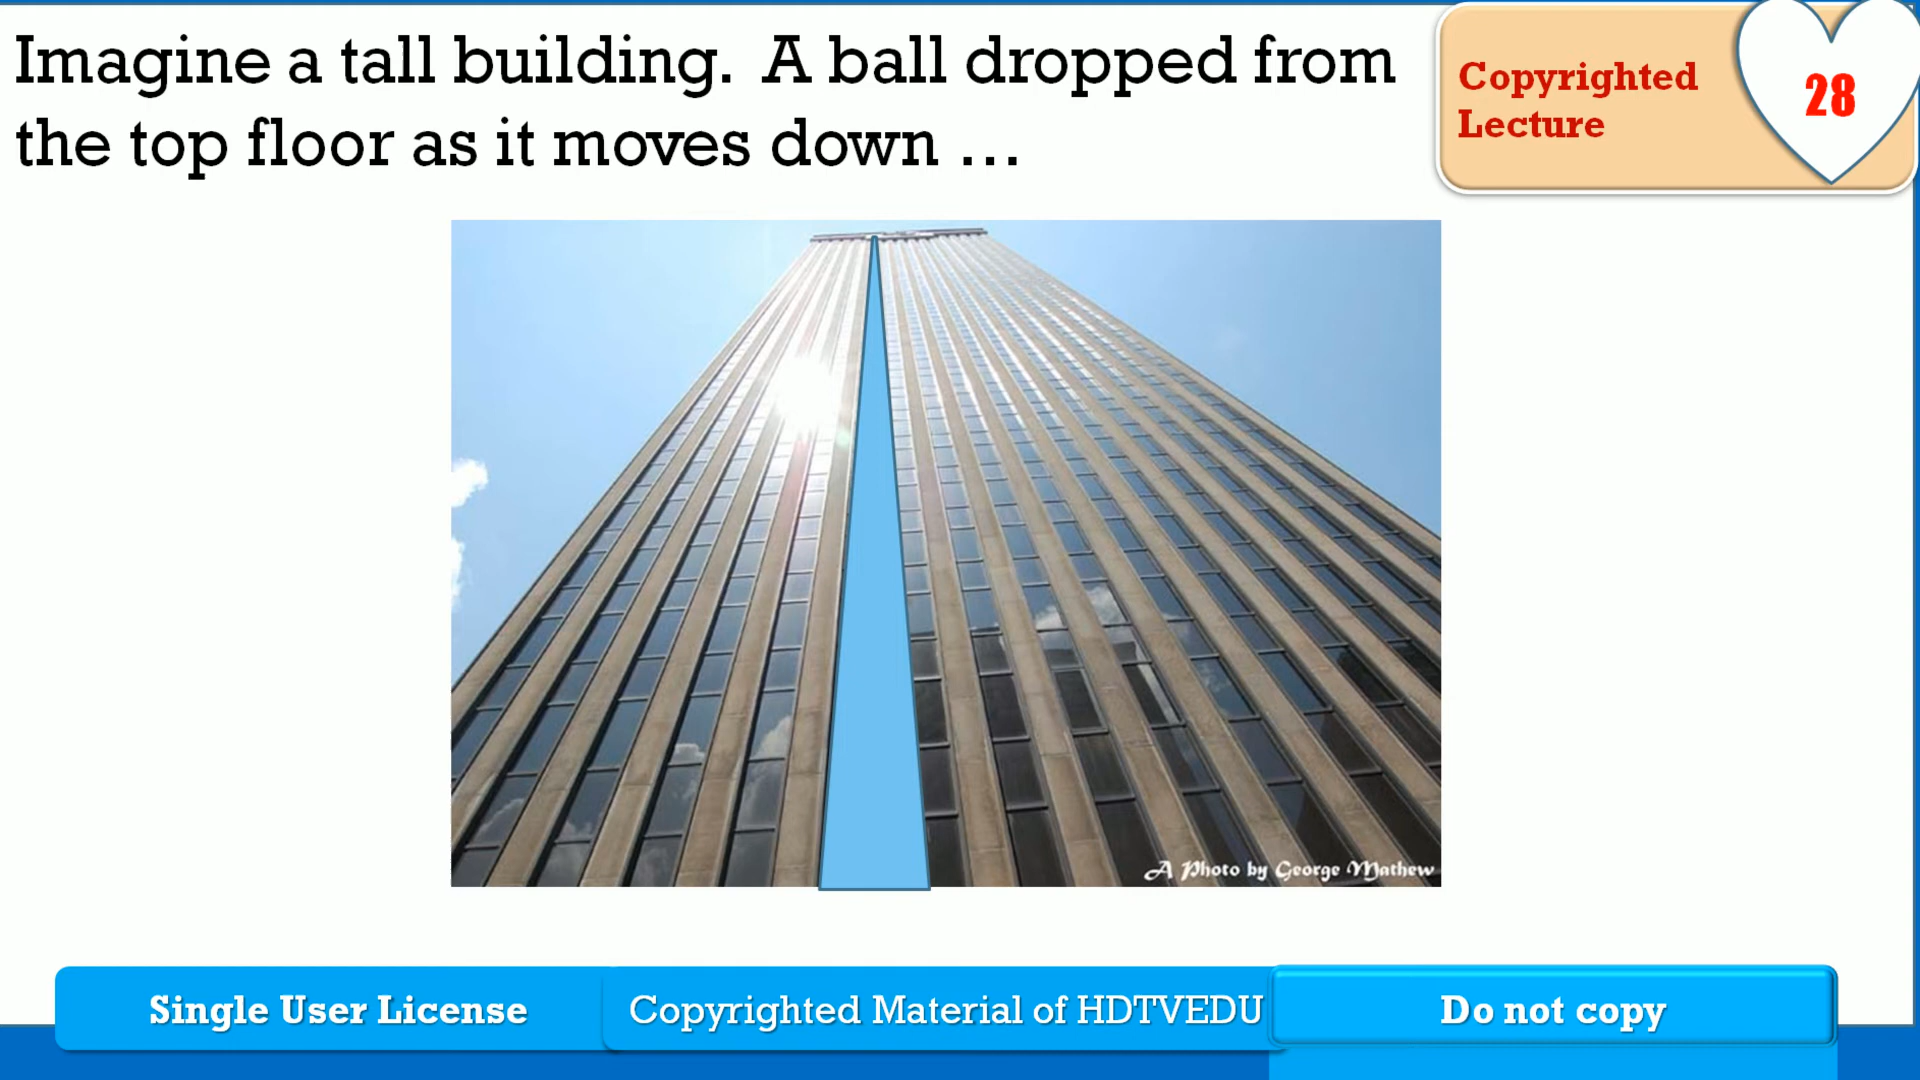 Imagine a tall building.  A ball dropped from
the top floor as it moves down ...
Copyrighted
Lecture
28
A Photo by George Mathew
Single User License
Copyrighted Material of HDTVEDU
Do not copy